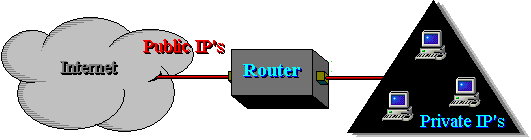 Public IP's
Internet
Router
Private IP's